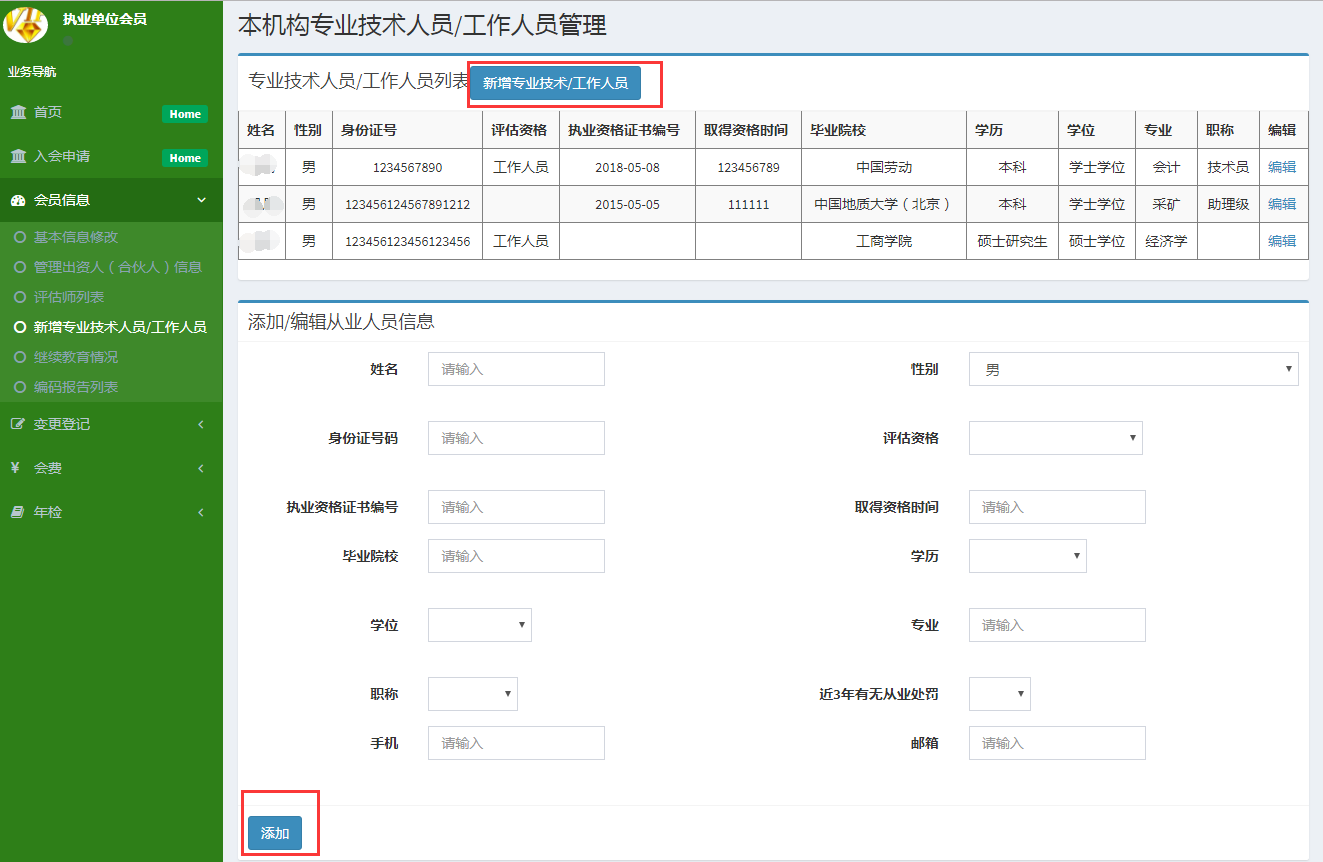 执业单位会员
业务导航
首页 Home
入会申请 Home
会员信息
基本信息修改
管理出资人（合伙人）信息
评估师列表
新增专业技术人员/工作人员
继续教育情况
编码报告列表
变更登记
¥ 会费
年检
本机构专业技术人员/工作人员管理
专业技术人员/工作人员列表 新增专业技术/工作人员
姓名 性别 身份证号 评估资格 执业资格证书编号 取得资格时间 毕业院校 学历 学位 专业 职称 编辑
男 1234567890 工作人员 2018-05-08 123456789 中国劳动 本科 学士学位 会计 技术员 编辑
男 123456124567891212 2015-05-05 111111 中国地质大学（北京） 本科 学士学位 采矿 助理级 编辑
男 123456123456123456 工作人员 工商学院 硕士研究生 硕士学位 经济学 编辑
添加/编辑从业人员信息
姓名 请输入 性别 男
身份证号码 请输入 评估资格
执业资格证书编号 请输入 取得资格时间 请输入
毕业院校 请输入 学历
学位 专业 请输入
职称 近3年有无从业处罚
手机 请输入 邮箱 请输入
添加